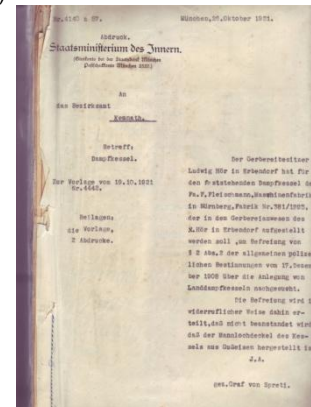 Nr.4140 a 27.
München,28.Oktober 1921.
Abdruck.
Staatsministerium des Innern.
An
das Bezirksamt
Kemnath.
Betreff:
Dampfkessel.
Zur Vorlage vom 19.10.1921
Nr.4443.
Beilagen:
die Vorlage,
2 Abdrucke.
Der Gerbereibesitzer
Ludwig Hör in Erbendorf hat für
den feststehenden Dampfkessel de
Fa.F.Fleischmann,Maschinenfabrik
in Nürnberg,Fabrik Nr.781/1895,
der in dem Gerbereianwesen des
R.Hör in Erbendorf aufgestellt
werden soll ,um Befreiung von
§ 2 Abs.2 der allgemeinen polizei
lichen Bestimmungen vom 17.Dezem
ber 1908 über die Anlegung von
Landdampfkesseln nachgesucht.
Die Befreiung wird i
widerruflicher Weise dahin er-
teilt,daß nicht beanstandet wird
daß der Mannlochdeckel des Kes-
sels aus Gußeisen hergestellt is
J.A.
gez.Graf von Spreti.